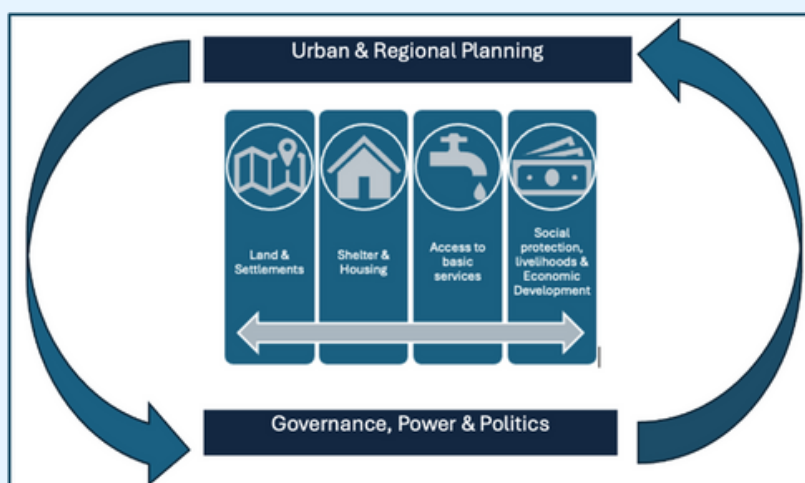 Urban & Regional Planning
Land &
Settlements
Shelter &
Housing
Access to
basic
services
Social
protection,
livelihoods &
Economic
Development
Governance, Power & Politics